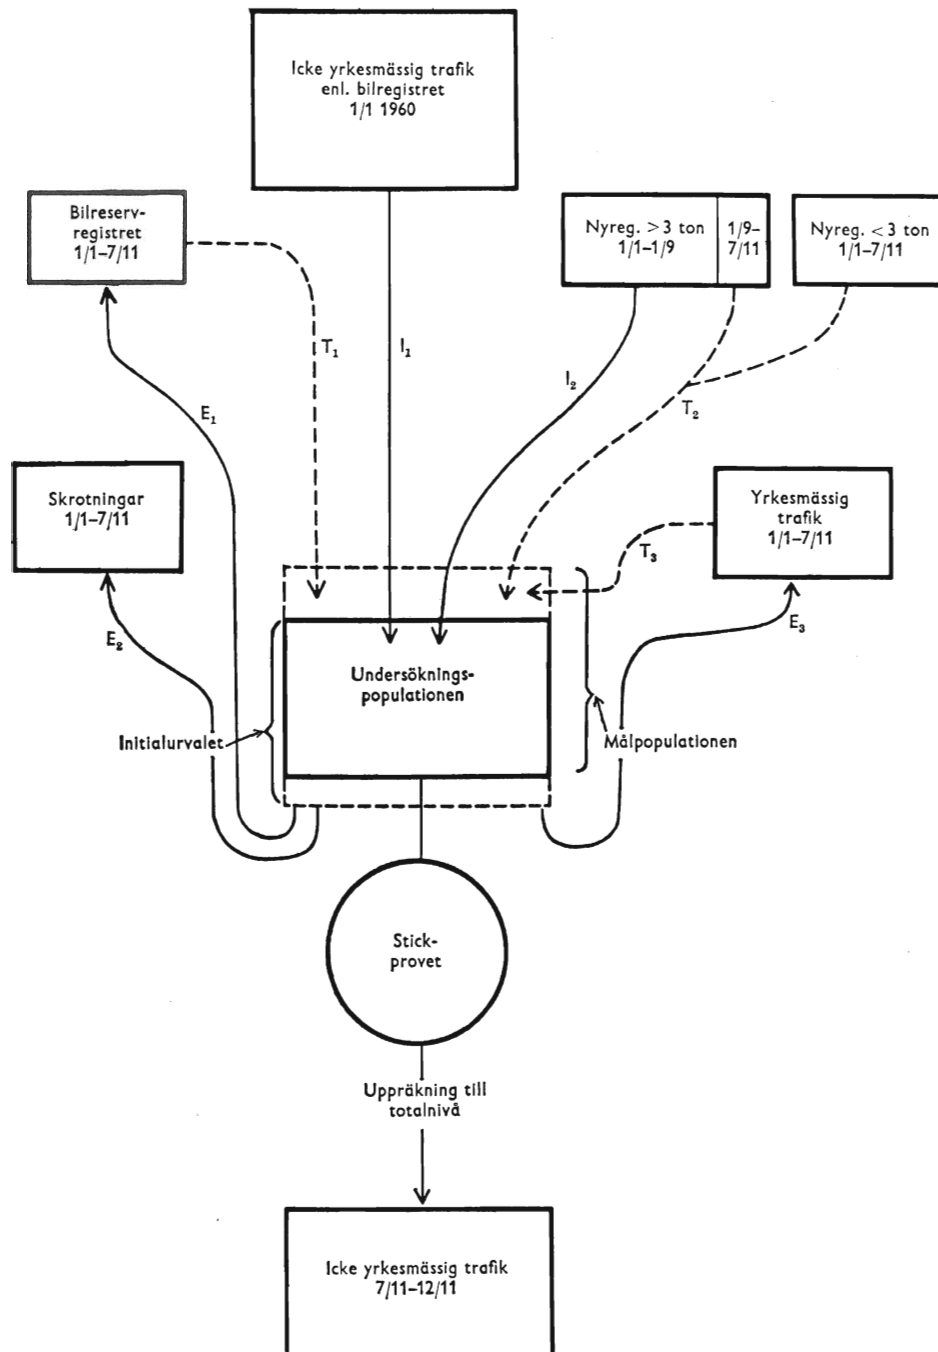 Icke yrkesmässig trafik
enl. bilregistret
1/1 1960
Bilreserv-
registret
1/1–7/11
Nyreg. >3 ton
1/1–1/9
1/9–
7/11
Nyreg. <3 ton
1/1–7/11
T₁
I₁
I₂
T₂
E₁
Skrotningar
1/1–7/11
Yrkesmässig
trafik
1/1–7/11
T₃
E₂
E₃
Undersöknings-
populationen
Initialurvalet
Målpopulationen
Stick-
provet
Uppräkning till
totalnivå
Icke yrkesmässig trafik
7/11–12/11